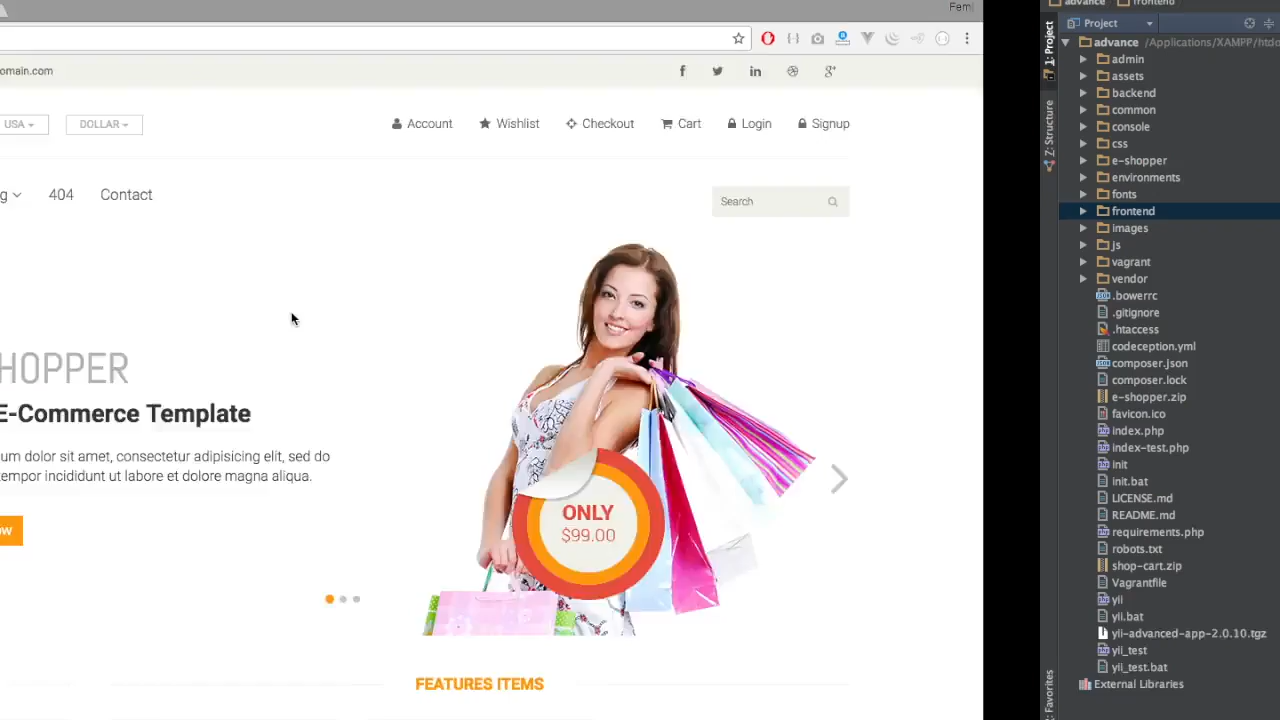 Femi
omain.com
USA
DOLLAR
Account
Wishlist
Checkout
Cart
Login
Signup
g
404
Contact
Search
HOPPER
E-Commerce Template
um dolor sit amet, consectetur adipisicing elit, sed do
tempor incididunt ut labore et dolore magna aliqua.
OW
ONLY
$99.00
FEATURES ITEMS
advance
frontend
Project
1: Project
Z: Structure
Favorites
advance /Applications/XAMPP/htdo
admin
assets
backend
common
console
css
e-shopper
environments
fonts
frontend
images
js
vagrant
vendor
.bowerrc
.gitignore
.htaccess
codeception.yml
composer.json
composer.lock
e-shopper.zip
favicon.ico
index.php
index-test.php
init
init.bat
LICENSE.md
README.md
requirements.php
robots.txt
shop-cart.zip
Vagrantfile
yii
yii.bat
yii-advanced-app-2.0.10.tgz
yii_test
yii_test.bat
External Libraries